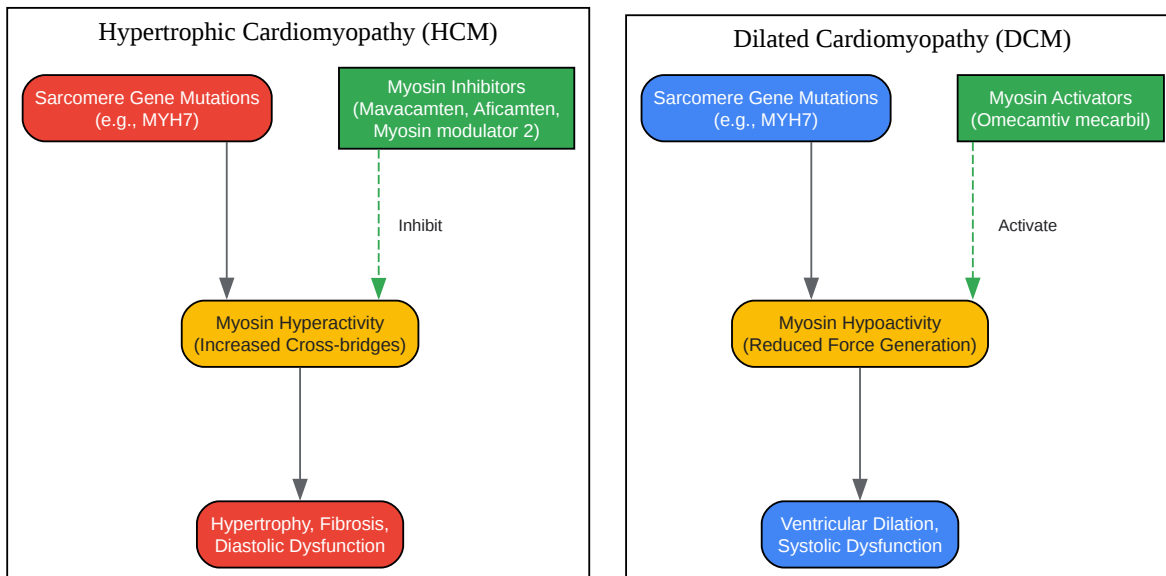 Hypertrophic Cardiomyopathy (HCM)
Sarcomere Gene Mutations
(e.g., MYH7)
Myosin Inhibitors
(Mavacamten, Aficamten,
Myosin modulator 2)
Inhibit
Myosin Hyperactivity
(Increased Cross-bridges)
Hypertrophy, Fibrosis,
Diastolic Dysfunction
Dilated Cardiomyopathy (DCM)
Sarcomere Gene Mutations
(e.g., MYH7)
Myosin Activators
(Omecamtiv mecarbil)
Activate
Myosin Hypoactivity
(Reduced Force Generation)
Ventricular Dilation,
Systolic Dysfunction